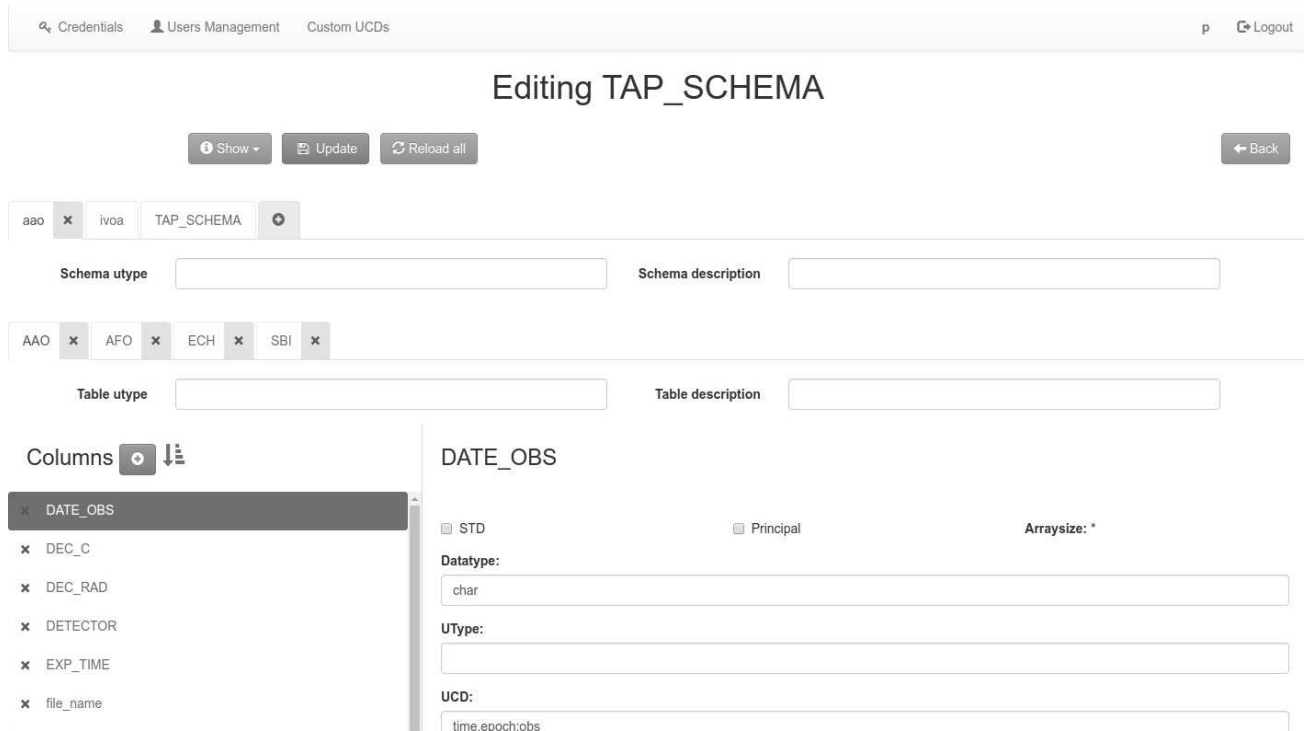 Credentials Users Management Custom UCDs p Logout
Editing TAP_SCHEMA
Show Update Reload all Back
aao ivoa TAP_SCHEMA
Schema utype Schema description
AAO AFO ECH SBI
Table utype Table description
Columns DATE_OBS
DATE_OBS
STD Principal Arraysize: *
DEC_C
Datatype:
DEC_RAD char
DETECTOR UType:
EXP_TIME
file_name UCD:
time.epoch;obs